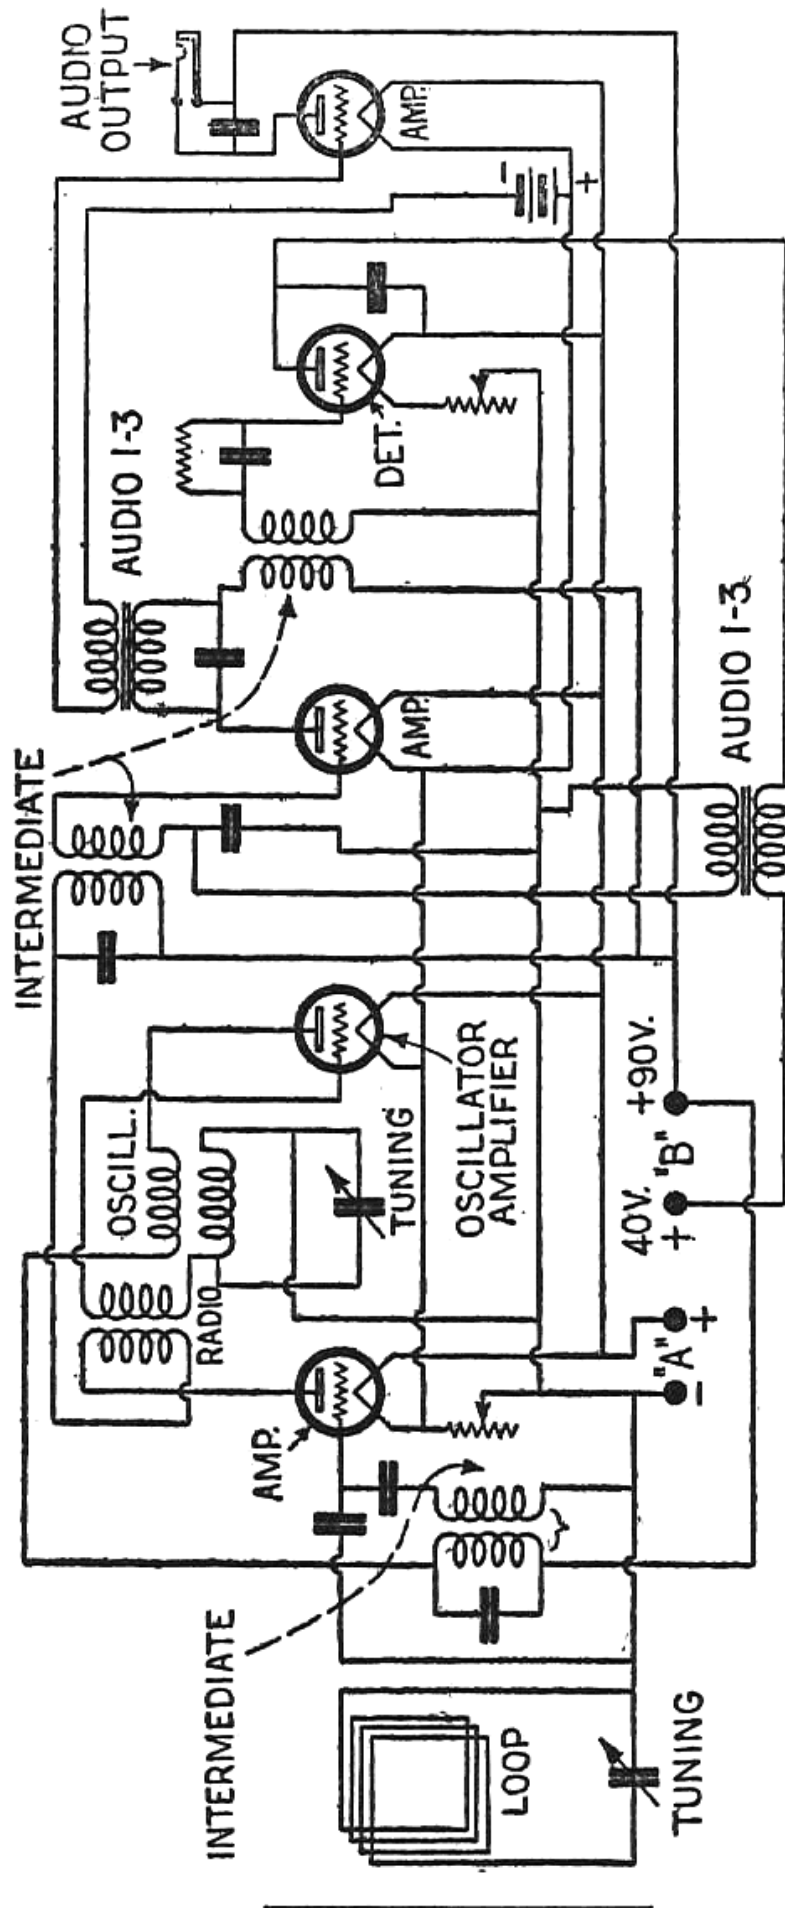 INTERMEDIATE
LOOP
TUNING
AMP.
INTERMEDIATE
RADIO
OSCILL.
TUNING
OSCILLATOR
AMPLIFIER
"A"
- +
40V. +90V.
+ "B"
INTERMEDIATE
AMP.
AUDIO 1-3
AUDIO 1-3
DET.
AUDIO
OUTPUT
AMP.
- +